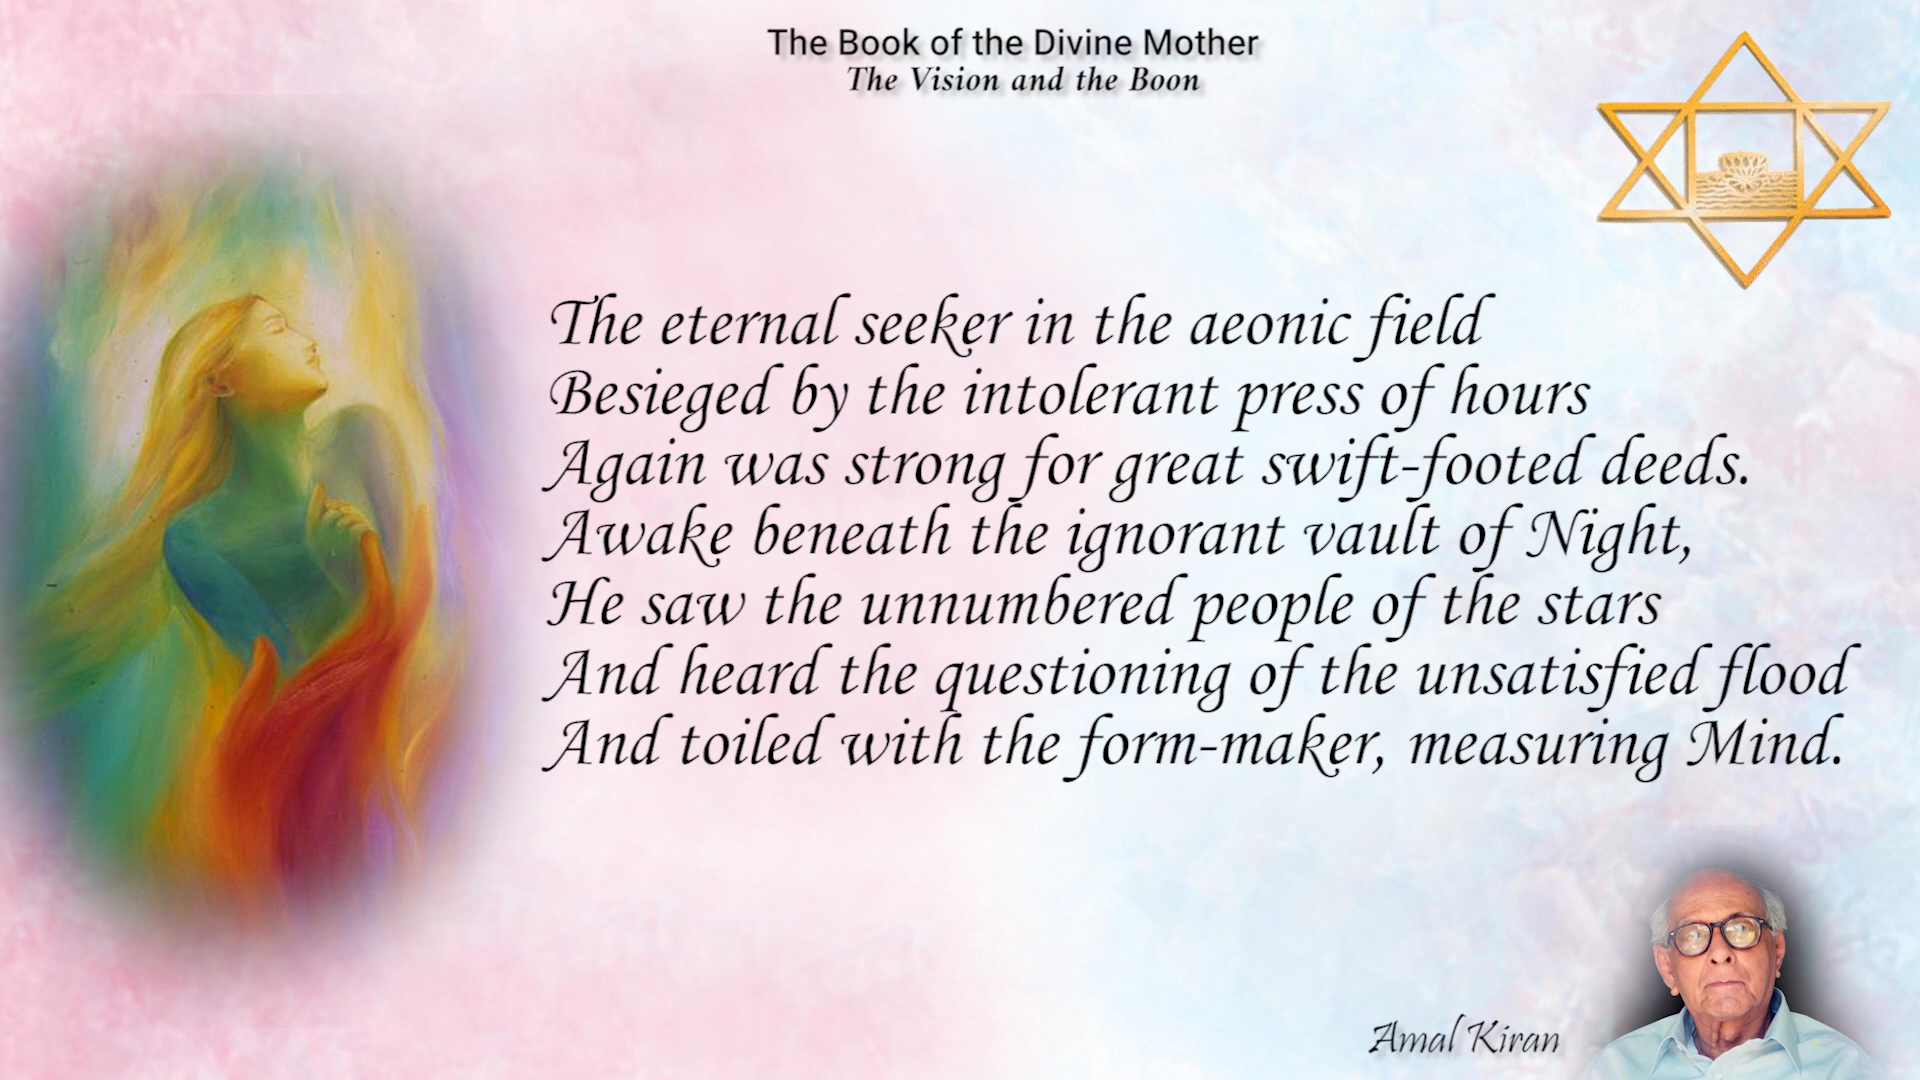 The Book of the Divine Mother
The Vision and the Boon
The eternal seeker in the aeonic field
Besieged by the intolerant press of hours
Again was strong for great swift-footed deeds.
Awake beneath the ignorant vault of Night,
He saw the unnumbered people of the stars
And heard the questioning of the unsatisfied flood
And toiled with the form-maker, measuring Mind.
Amal Kiran